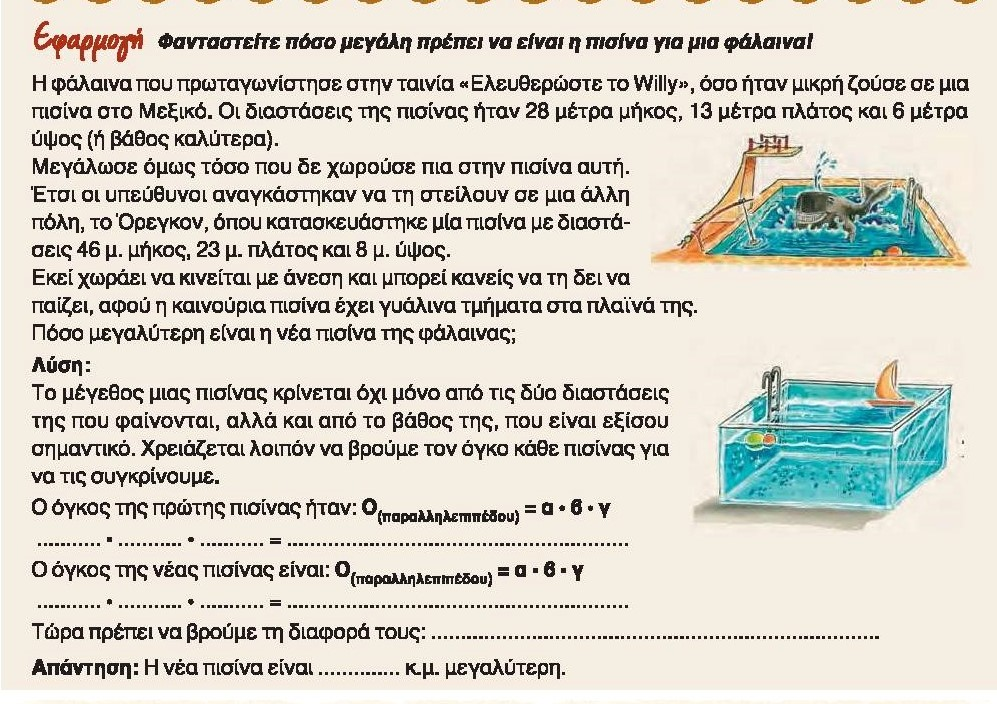 Εφαρμογή Φανταστείτε πόσο μεγάλη πρέπει να είναι η πισίνα για μια φάλαινα!
Η φάλαινα που πρωταγωνίστησε στην ταινία «Ελευθερώστε το Willy», όσο ήταν μικρή ζούσε σε μια
πισίνα στο Μεξικό. Οι διαστάσεις της πισίνας ήταν 28 μέτρα μήκος, 13 μέτρα πλάτος και 6 μέτρα
ύψος (ή βάθος καλύτερα).
Μεγάλωσε όμως τόσο που δε χωρούσε πια στην πισίνα αυτή.
Έτσι οι υπεύθυνοι αναγκάστηκαν να τη στείλουν σε μια άλλη
πόλη, το Όρεγκον, όπου κατασκευάστηκε μία πισίνα με διαστά-
σεις 46 μ. μήκος, 23 μ. πλάτος και 8 μ. ύψος.
Εκεί χωράει να κινείται με άνεση και μπορεί κανείς να τη δει να
παίζει, αφού η καινούρια πισίνα έχει γυάλινα τμήματα στα πλαϊνά της.
Πόσο μεγαλύτερη είναι η νέα πισίνα της φάλαινας;
Λύση:
Το μέγεθος μιας πισίνας κρίνεται όχι μόνο από τις δύο διαστάσεις
της που φαίνονται, αλλά και από το βάθος της, που είναι εξίσου
σημαντικό. Χρειάζεται λοιπόν να βρούμε τον όγκο κάθε πισίνας για
να τις συγκρίνουμε.
Ο όγκος της πρώτης πισίνας ήταν: Ο(παραλληλεπιπέδου) = α · β · γ
........... · ........... · ........... = ...........................................................
Ο όγκος της νέας πισίνας είναι: Ο(παραλληλεπιπέδου) = α · β · γ
........... · ........... · ........... = ...........................................................
Τώρα πρέπει να βρούμε τη διαφορά τους: .............................................................................
Απάντηση: Η νέα πισίνα είναι .............. κ.μ. μεγαλύτερη.